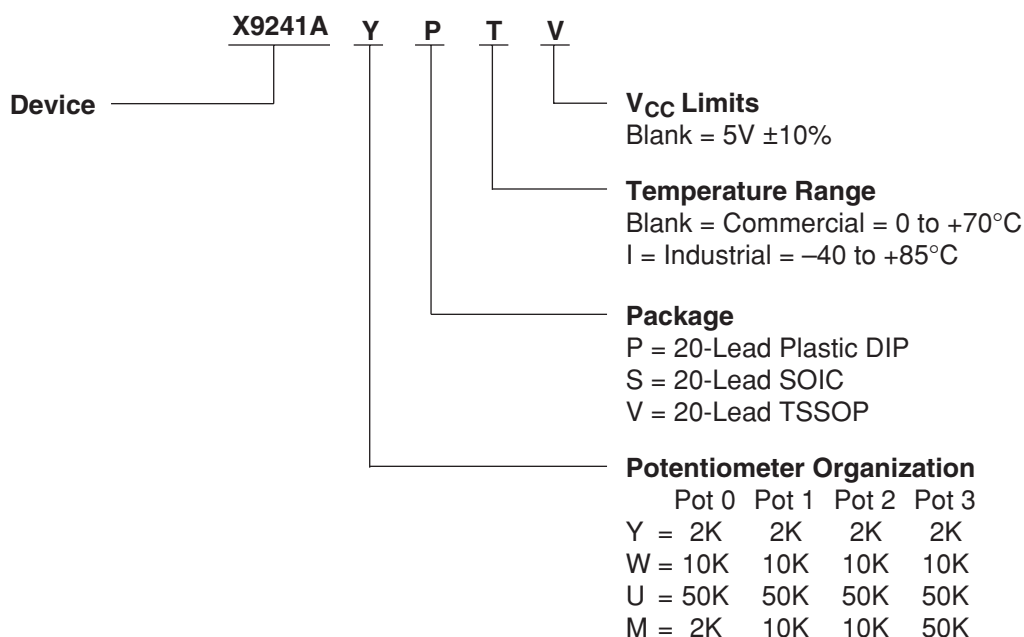 X9241A Y P T V
Device
VCC Limits
Blank = 5V ±10%
Temperature Range
Blank = Commercial = 0 to +70°C
I = Industrial = –40 to +85°C
Package
P = 20-Lead Plastic DIP
S = 20-Lead SOIC
V = 20-Lead TSSOP
Potentiometer Organization
Pot 0 Pot 1 Pot 2 Pot 3
Y = 2K 2K 2K 2K
W = 10K 10K 10K 10K
U = 50K 50K 50K 50K
M = 2K 10K 10K 50K